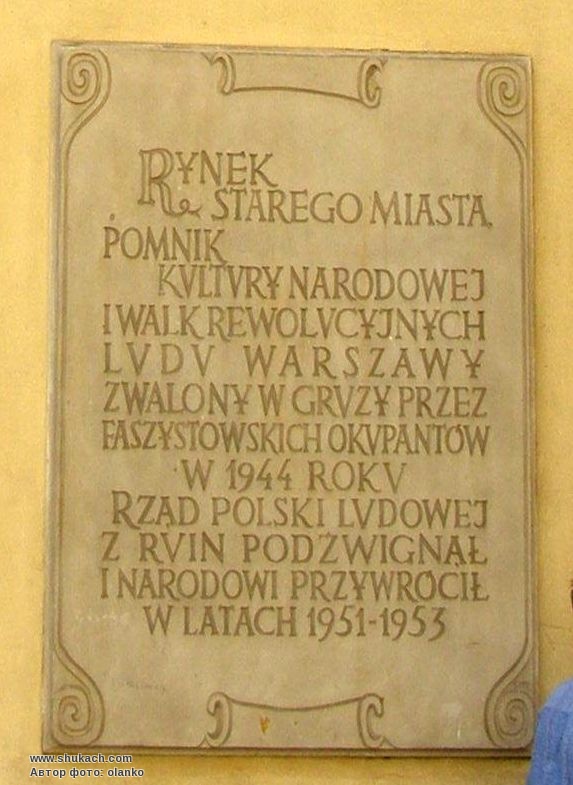 RYNEK
STAREGO MIASTA
POMNIK
KVLTVRY NARODOWEJ
I WALK REWOLVCYJNYCH
LVDV WARSZAWY
ZWALONY W GRVZY PRZEZ
FASZYSTOWSKICH OKVPANTÓW
W 1944 ROKV
RZĄD POLSKI LVDOWEJ
Z RVIN PODŹWIGNĄŁ
I NARODOWI PRZYWRÓCIŁ
W LATACH 1951-1953
www.shukach.com
Автор фото: olanko